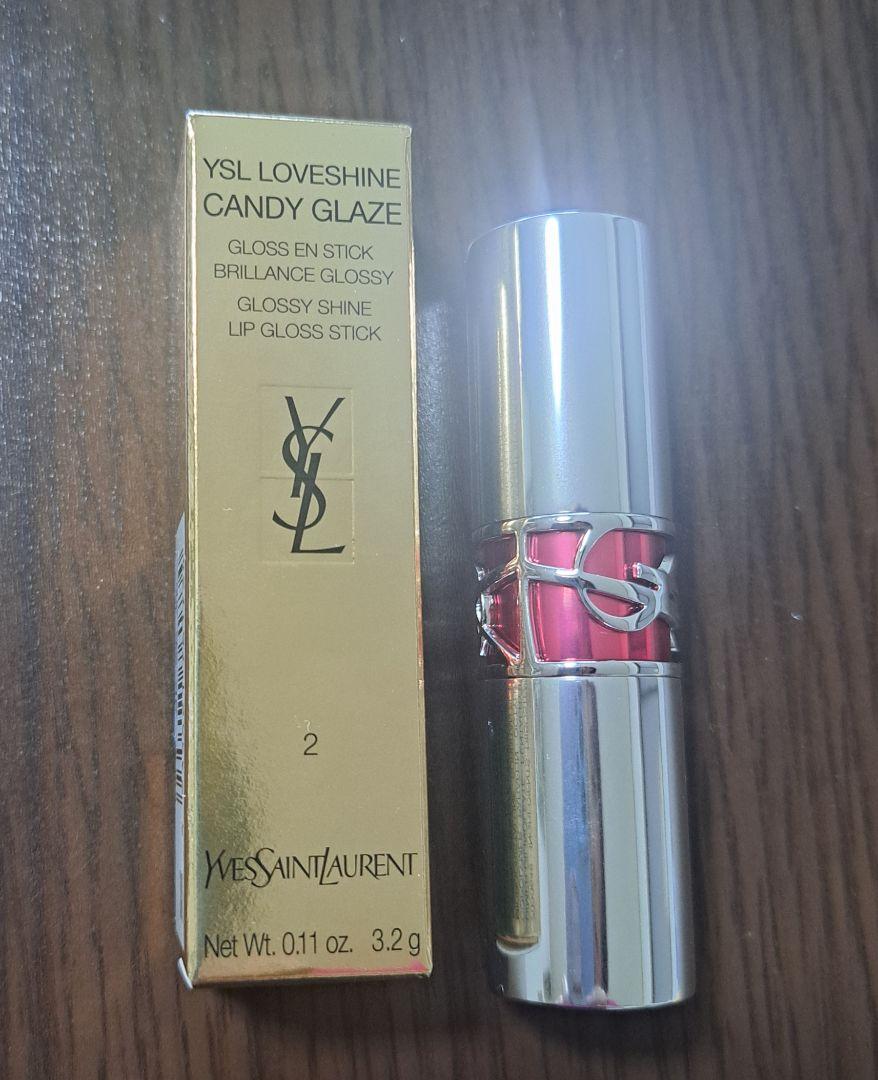 YSL LOVESHINE
CANDY GLAZE
GLOSS EN STICK
BRILLANCE GLOSSY
GLOSSY SHINE
LIP GLOSS STICK
YSL
2
YVESSAINTLAURENT
Net Wt. 0.11 oz. 3.2 g